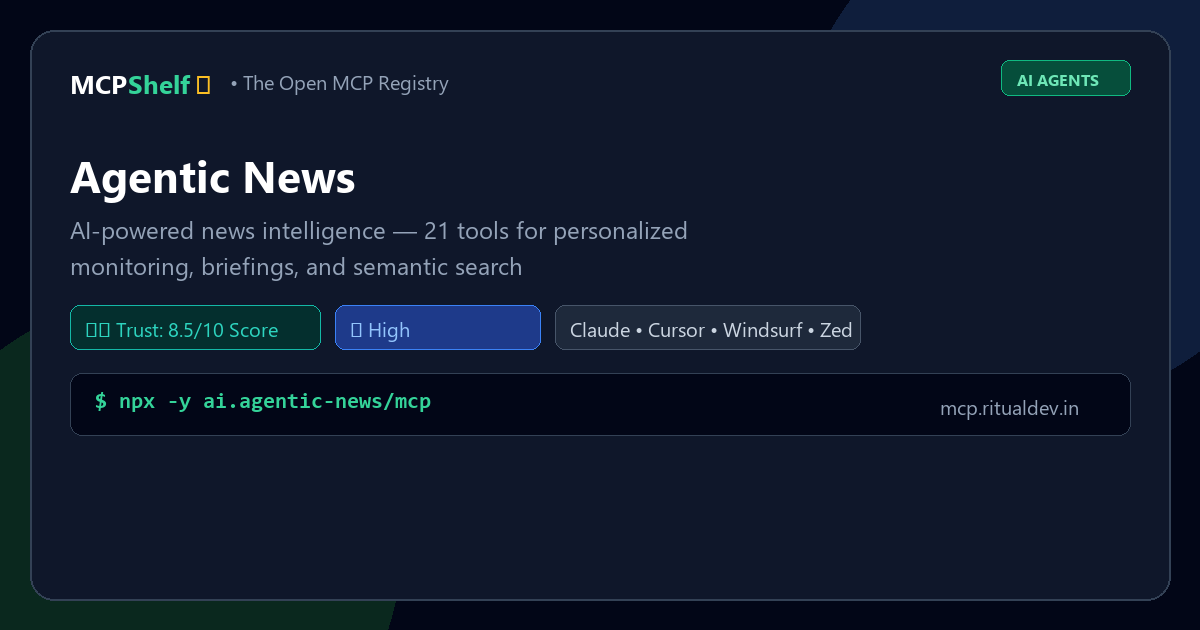 MCPShelf • The Open MCP Registry
AI AGENTS
Agentic News
AI-powered news intelligence — 21 tools for personalized
monitoring, briefings, and semantic search
Trust: 8.5/10 Score
High
Claude • Cursor • Windsurf • Zed
$ npx -y ai.agentic-news/mcp
mcp.ritualdev.in